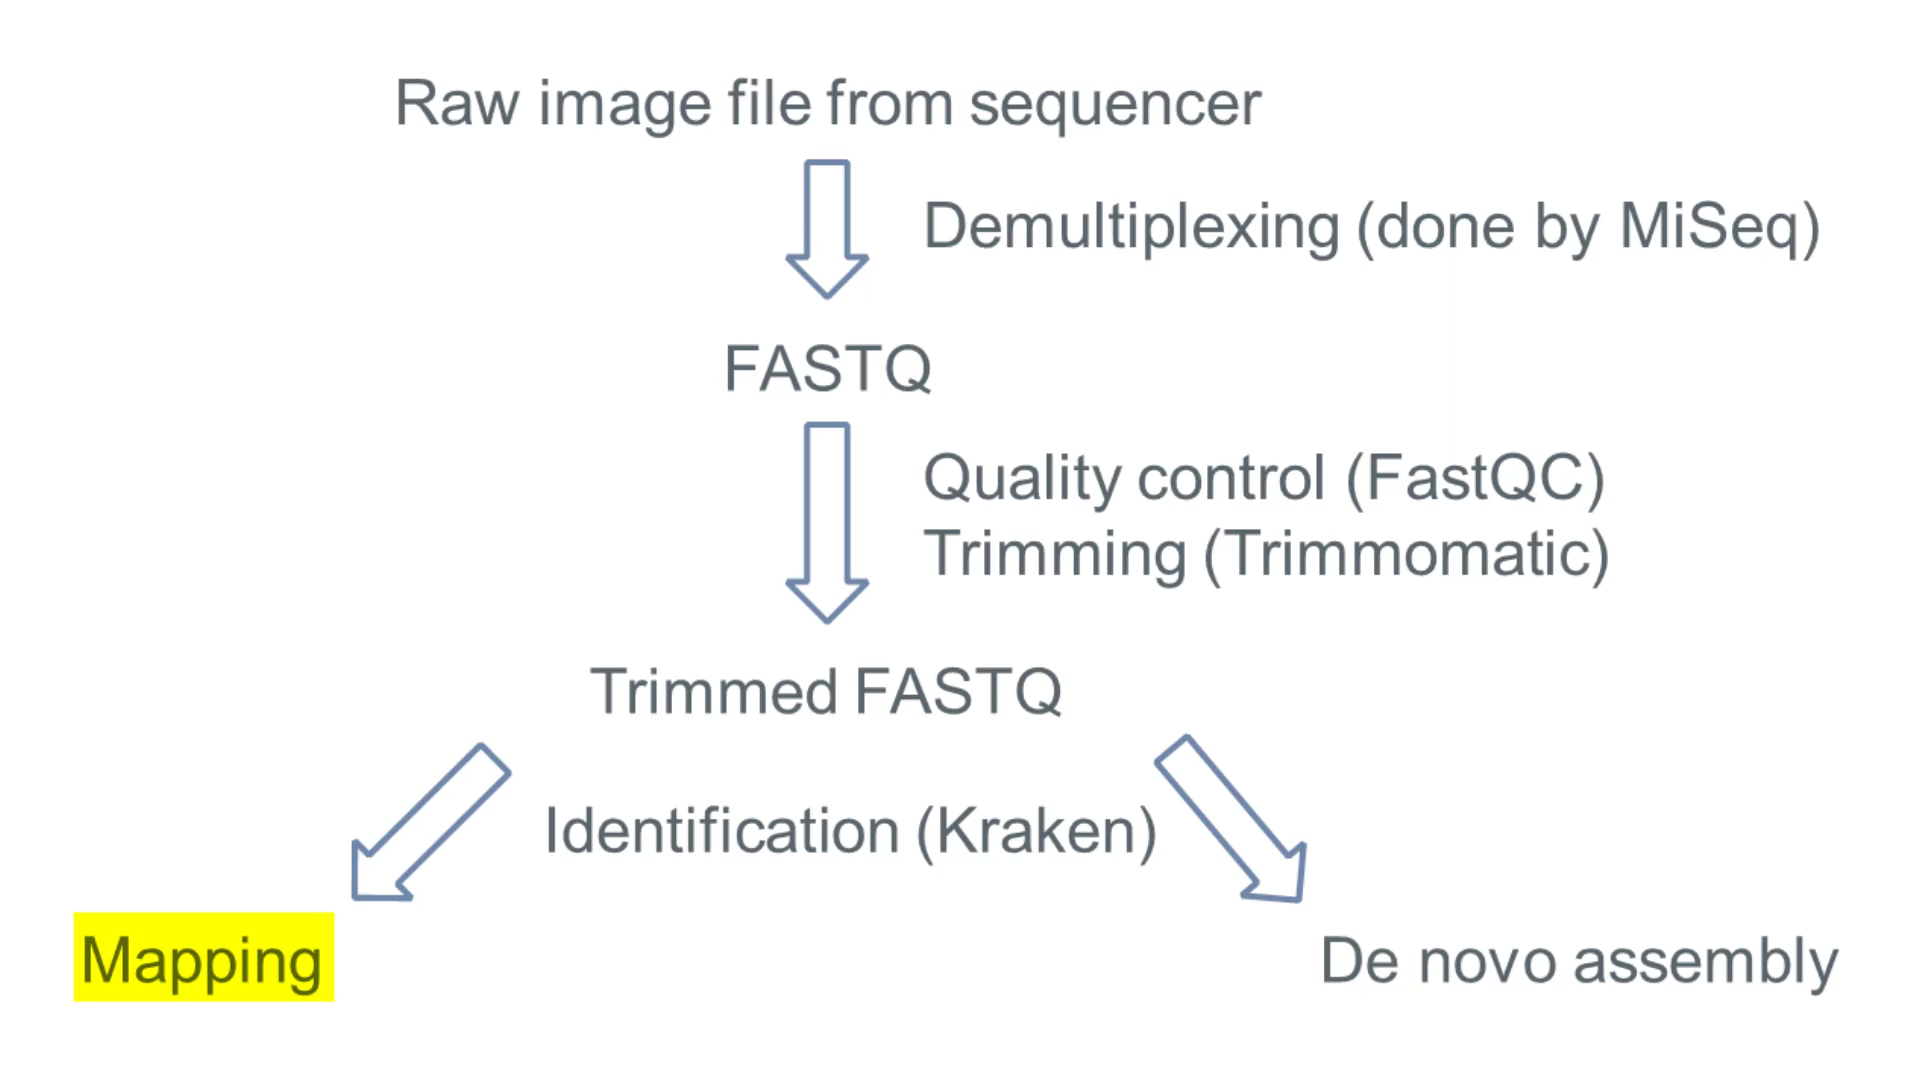 Raw image file from sequencer
Demultiplexing (done by MiSeq)
FASTQ
Quality control (FastQC)
Trimming (Trimmomatic)
Trimmed FASTQ
Identification (Kraken)
Mapping
De novo assembly